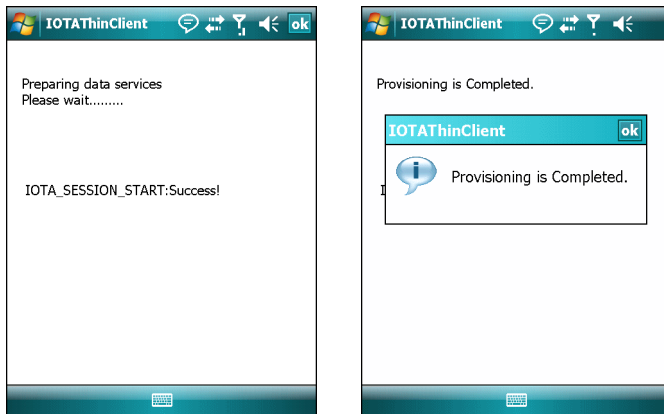 IOTAThinClient
ok
Preparing data services
Please wait.........
IOTA_SESSION_START:Success!
IOTAThinClient
Provisioning is Completed.
IOTAThinClient
ok
Provisioning is Completed.
I